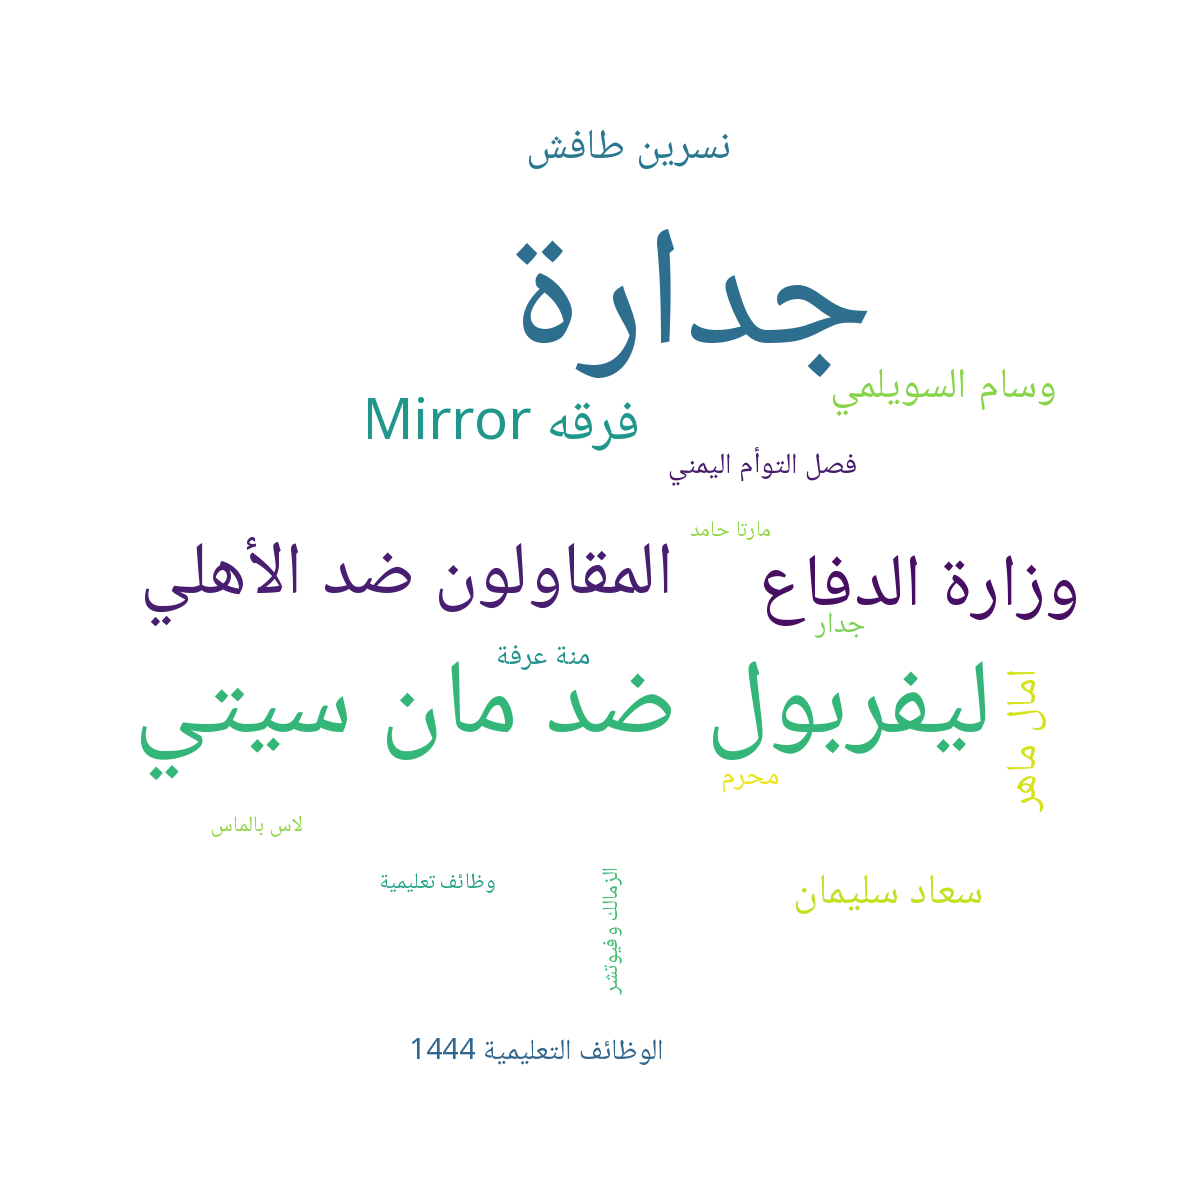 نسرين طافش
جدارة
وسام السويلمي
فرقه Mirror
فصل التوأم اليمني
مارتا حامد
المقاولون ضد الأهلي
وزارة الدفاع
جدار
منة عرفة
ليفربول ضد مان سيتي
امال ماهر
محرم
لاس بالماس
وظائف تعليمية
سعاد سليمان
الزمالك وفيوتشر
الوظائف التعليمية 1444